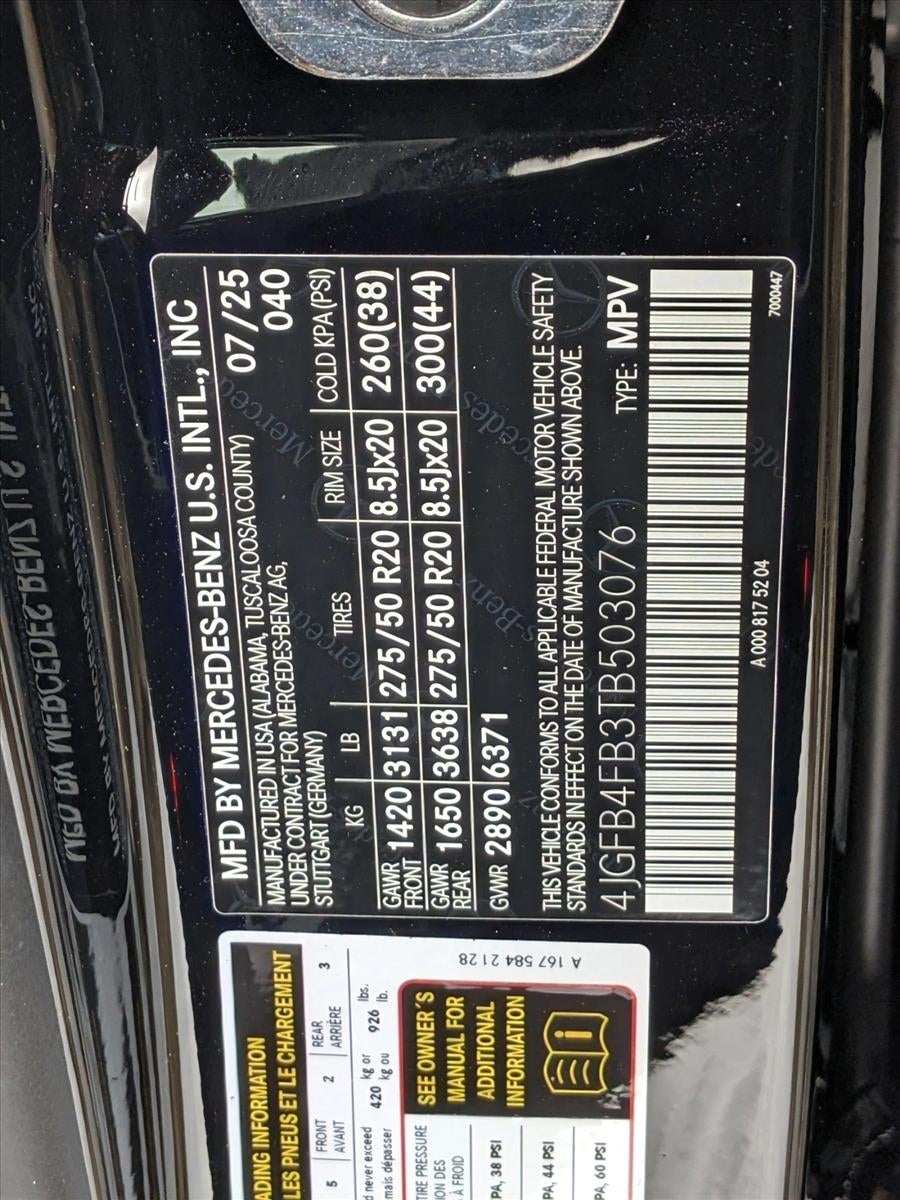 MFD BY MERCEDES-BENZ U.S. INTL., INC
MANUFACTURED IN USA (ALABAMA, TUSCALOOSA COUNTY) 07/25
UNDER CONTRACT FOR MERCEDES-BENZ AG, 040
STUTTGART (GERMANY)
KG LB TIRES RIM SIZE COLD KPA(PSI)
GAWR FRONT 1420 3131 275/50 R20 8.5Jx20 260(38)
GAWR REAR 1650 3638 275/50 R20 8.5Jx20 300(44)
GWR 2890 6371
THIS VEHICLE CONFORMS TO ALL APPLICABLE FEDERAL MOTOR VEHICLE SAFETY
STANDARDS IN EFFECT ON THE DATE OF MANUFACTURE SHOWN ABOVE.
4JGFB4FB3TB503076 TYPE: MPV
A 000 817 52 04 7000447
ADING INFORMATION
LES PNEUS ET LE CHARGEMENT
5 FRONT 2 REAR 3
AVANT ARRIÈRE
d never exceed 420 kg or 926 lbs.
mais dépasser kg ou lb.
TIRE PRESSURE
ION DES
À FROID
PA, 38 PSI
PA, 44 PSI
PA, 60 PSI
SEE OWNER'S
MANUAL FOR
ADDITIONAL
INFORMATION
i
A 167 584 21 28